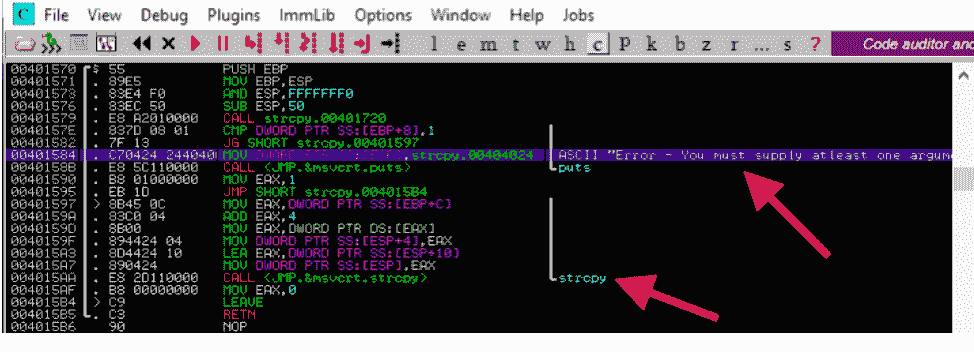 C File View Debug Plugins ImmLib Options Window Help Jobs
l e m t w h c p k b z r ... s ? Code auditor and
00401570 $ 55 PUSH EBP
00401571 . 89E5 MOV EBP,ESP
00401573 . 83E4 F0 AND ESP,FFFFFFF0
00401576 . 83EC 50 SUB ESP,50
00401579 . E8 A2010000 CALL strcpy.00401720
0040157E . 837D 08 01 CMP DWORD PTR SS:[EBP+8],1
00401582 . 7F 13 JG SHORT strcpy.00401597
00401584 . C70424 244040 MOV ,strcpy.00404024 ASCII "Error - You must supply atleast one argum
0040158B . E8 5C110000 CALL <JMP.&msvcrt.puts> puts
00401590 . B8 01000000 MOV EAX,1
00401595 . EB 1D JMP SHORT strcpy.004015B4
00401597 > 8B45 0C MOV EAX,DWORD PTR SS:[EBP+C]
0040159A . 83C0 04 ADD EAX,4
0040159D . 8B00 MOV EAX,DWORD PTR DS:[EAX]
0040159F . 894424 04 MOV DWORD PTR SS:[ESP+4],EAX
004015A3 . 8D4424 10 LEA EAX,DWORD PTR SS:[ESP+10]
004015A7 . 890424 MOV DWORD PTR SS:[ESP],EAX
004015AA . E8 2D110000 CALL <JMP.&msvcrt.strcpy> strcpy
004015AF . B8 00000000 MOV EAX,0
004015B4 > C9 LEAVE
004015B5 . C3 RETN
004015B6 90 NOP